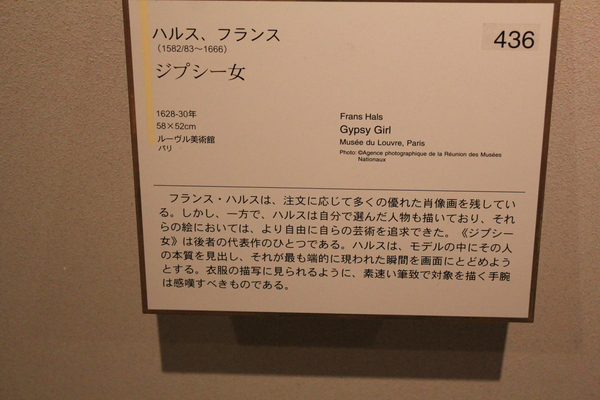 ハルス、フランス
(1582/83〜1666)
436
ジプシー女
1628-30年
58×52cm
ルーヴル美術館
パリ
Frans Hals
Gypsy Girl
Musée du Louvre, Paris
Photo: ©Agence photographique de la Réunion des Musées
Nationaux
フランス・ハルスは、注文に応じて多くの優れた肖像画を残してい
る。しかし、一方で、ハルスは自分で選んだ人物も描いており、それ
らの絵においては、より自由に自らの芸術を追求できた。《ジプシー
女》は後者の代表作のひとつである。ハルスは、モデルの中にその人
の本質を見出し、それが最も端的に現われた瞬間を画面にとどめよう
とする。衣服の描写に見られるように、素速い筆致で対象を描く手腕
は感嘆すべきものである。